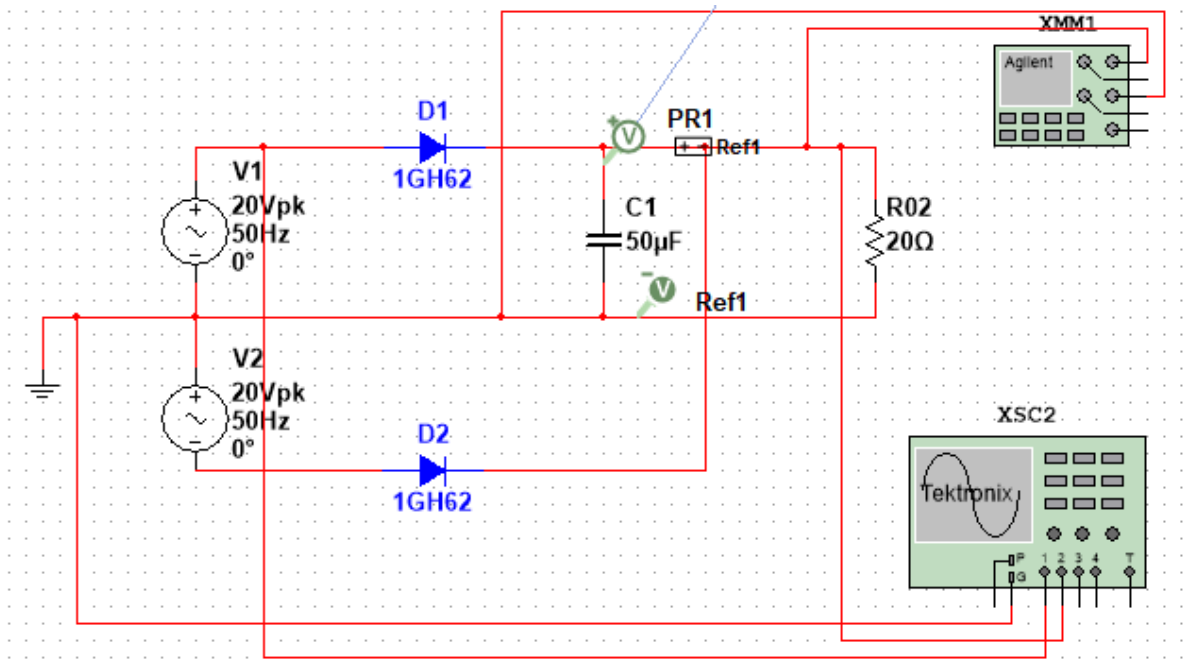 XMM1
Agilent
D1
1GH62
V
PR1
+ -
Ref1
V1
20Vpk
50Hz
0°
C1
50µF
R02
20Ω
V
Ref1
V2
20Vpk
50Hz
0°
D2
1GH62
XSC2
Tektronix
P 1 2 3 4 T
G